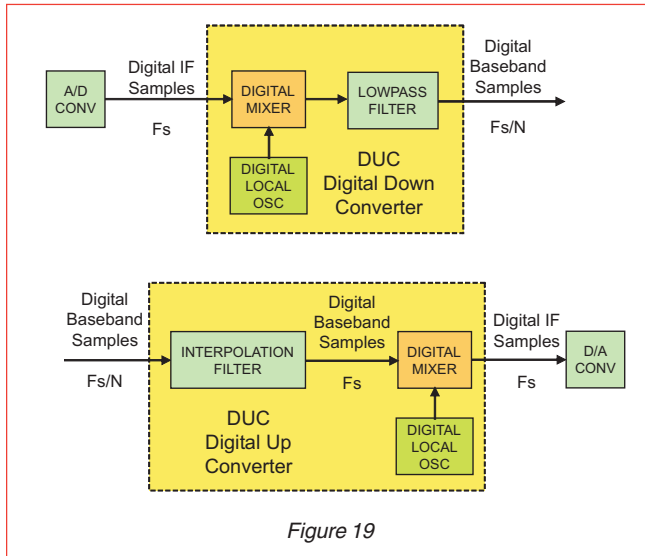 Digital IF
Samples
Fs
A/D
CONV
DIGITAL
MIXER
LOWPASS
FILTER
DIGITAL
LOCAL
OSC
DUC
Digital Down
Converter
Digital
Baseband
Samples
Fs/N
Digital
Baseband
Samples
Fs/N
INTERPOLATION
FILTER
Digital
Baseband
Samples
Fs
DIGITAL
MIXER
DIGITAL
LOCAL
OSC
DUC
Digital Up
Converter
Digital IF
Samples
Fs
D/A
CONV
Figure 19